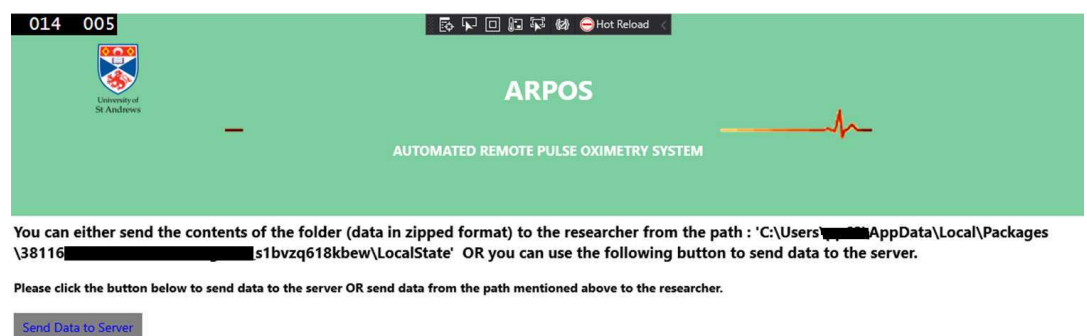 014 005
Hot Reload
University of
St Andrews
ARPOS
AUTOMATED REMOTE PULSE OXIMETRY SYSTEM
You can either send the contents of the folder (data in zipped format) to the researcher from the path : 'C:\Users\ AppData\Local\Packages
\38116 s1bvzq618kbew\LocalState' OR you can use the following button to send data to the server.
Please click the button below to send data to the server OR send data from the path mentioned above to the researcher.
Send Data to Server